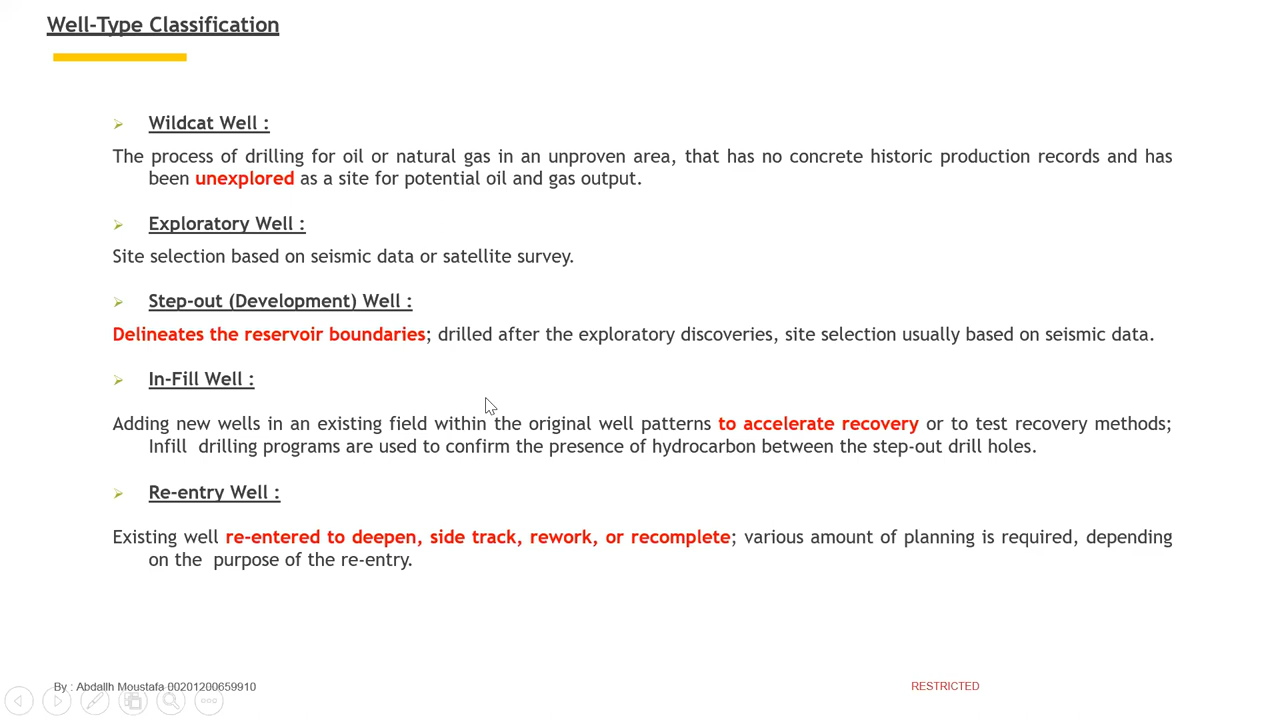 Well-Type Classification
Wildcat Well :
The process of drilling for oil or natural gas in an unproven area, that has no concrete historic production records and has
been unexplored as a site for potential oil and gas output.
Exploratory Well :
Site selection based on seismic data or satellite survey.
Step-out (Development) Well :
Delineates the reservoir boundaries; drilled after the exploratory discoveries, site selection usually based on seismic data.
In-Fill Well :
Adding new wells in an existing field within the original well patterns to accelerate recovery or to test recovery methods;
Infill drilling programs are used to confirm the presence of hydrocarbon between the step-out drill holes.
Re-entry Well :
Existing well re-entered to deepen, side track, rework, or recomplete; various amount of planning is required, depending
on the purpose of the re-entry.
By : Abdallh Moustafa 00201200659910
RESTRICTED